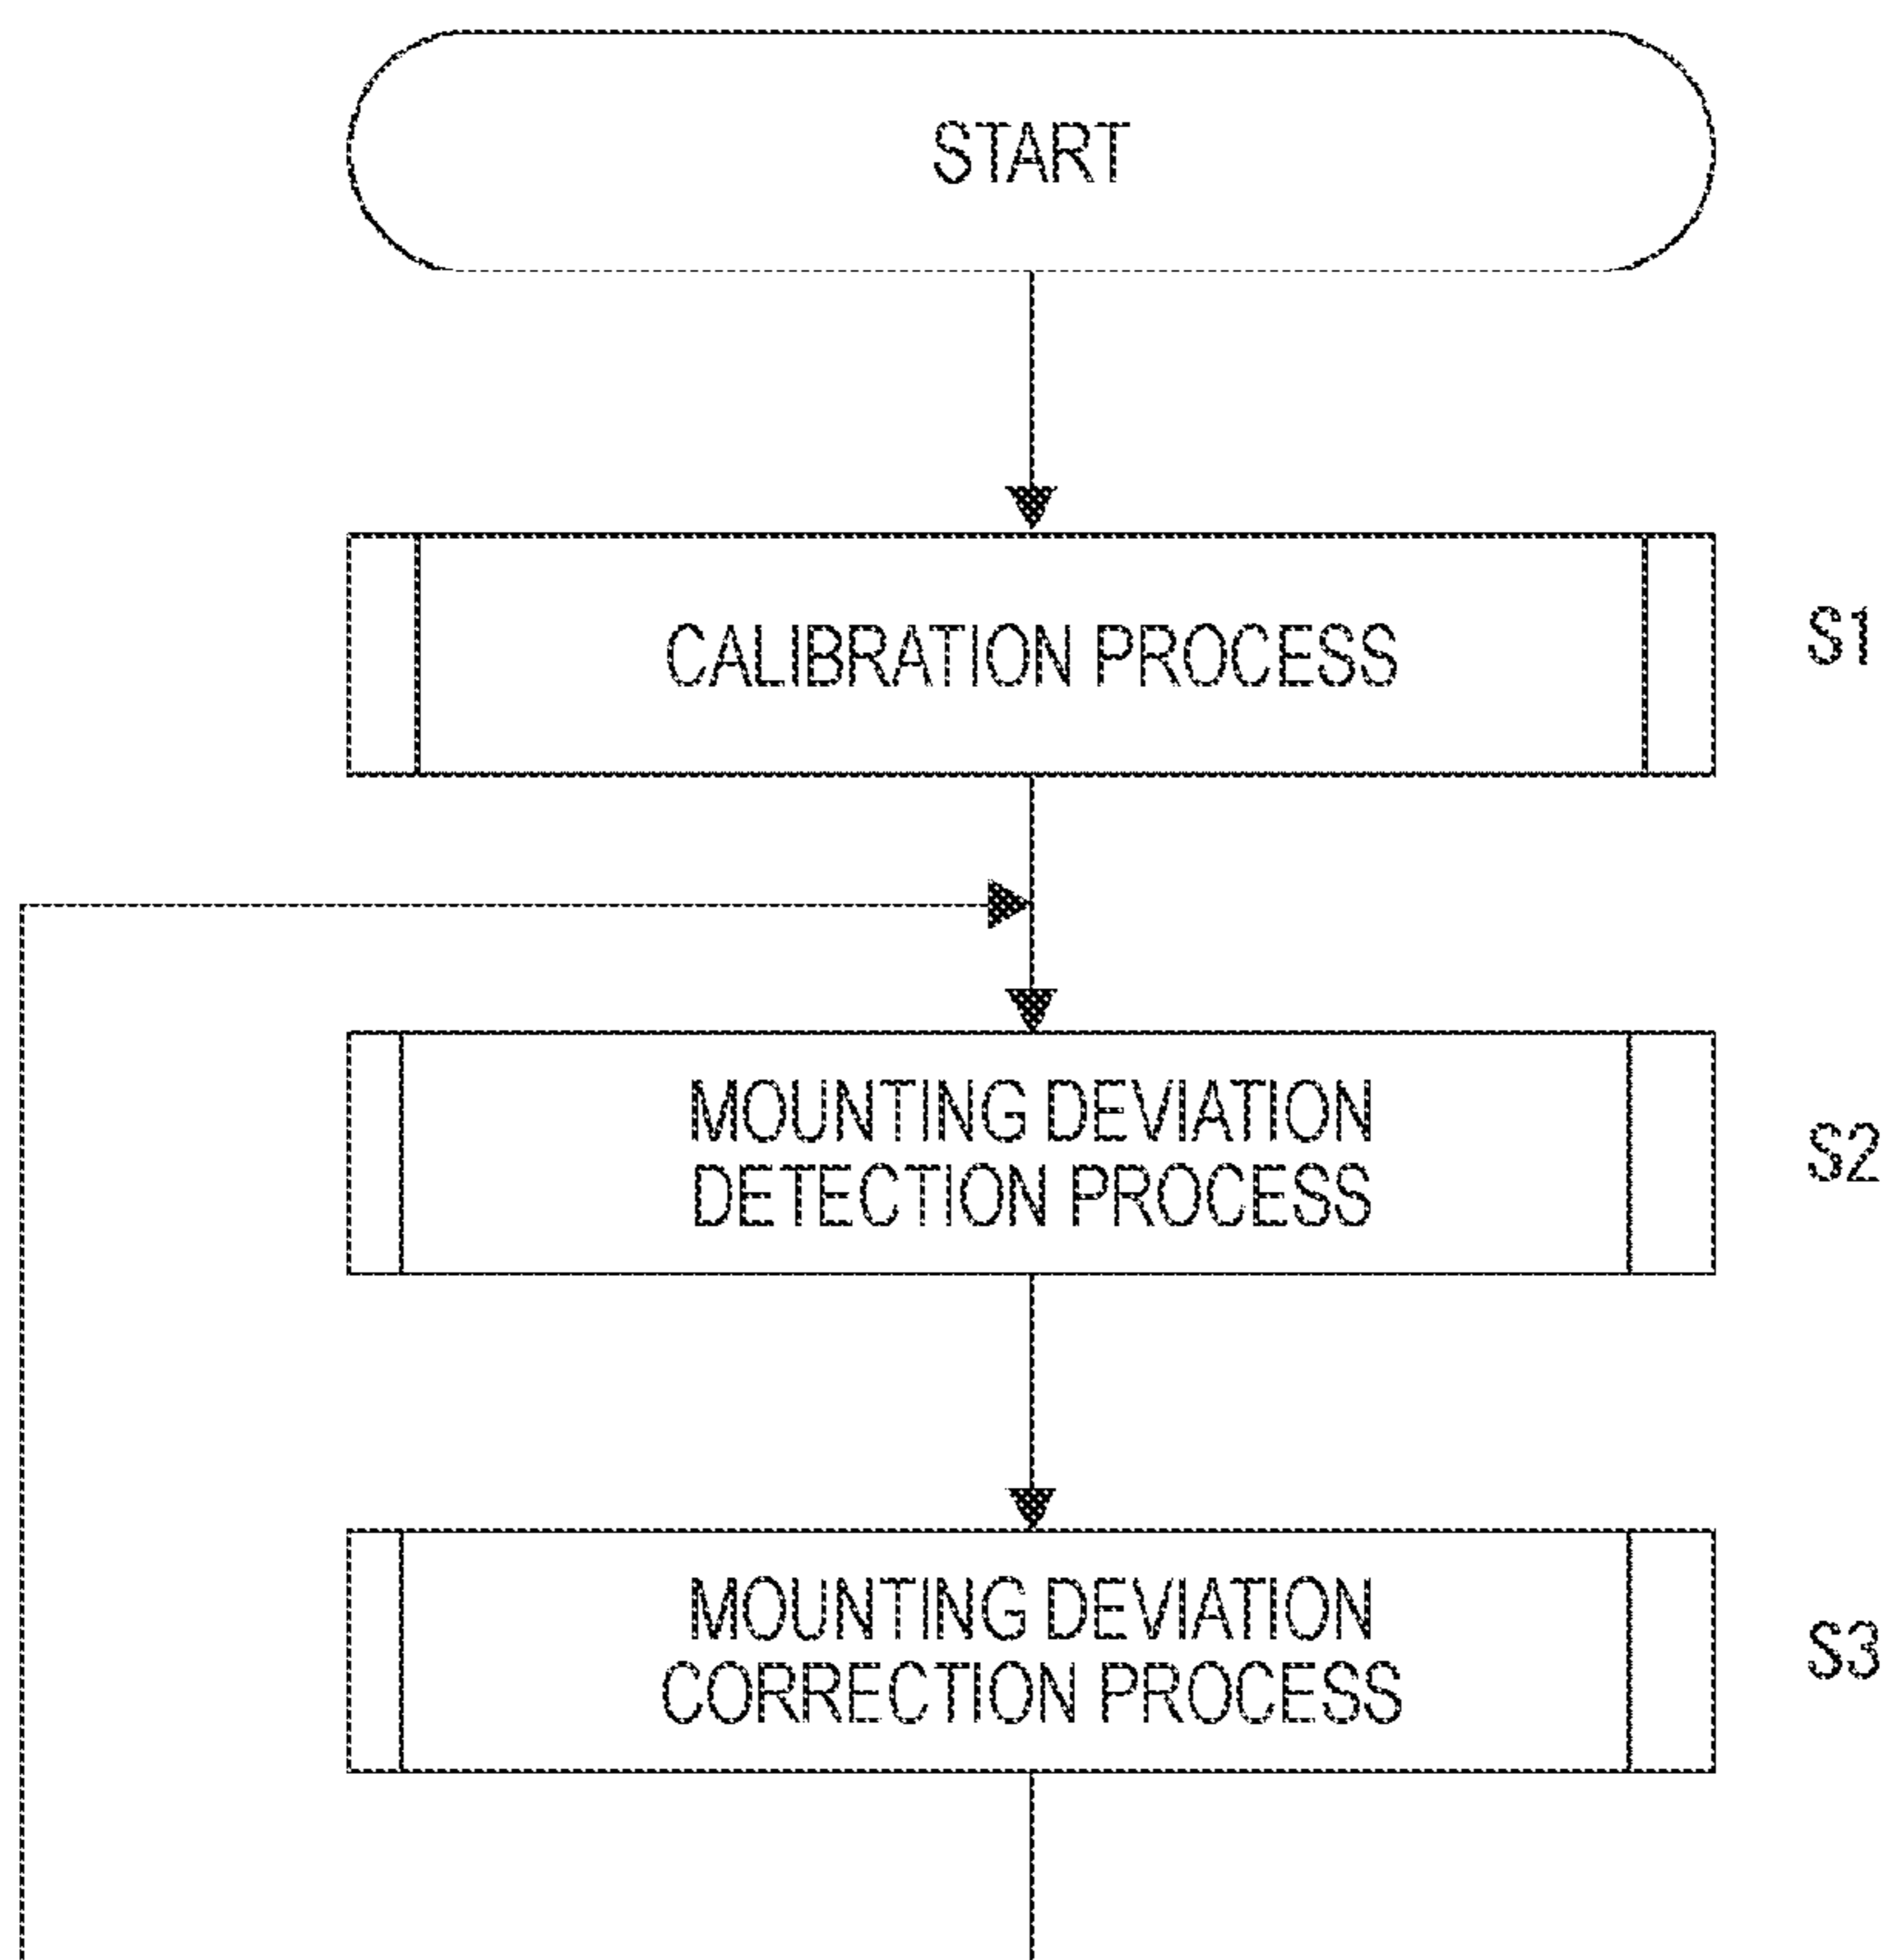 START
CALIBRATION PROCESS
S1
MOUNTING DEVIATION
DETECTION PROCESS
S2
MOUNTING DEVIATION
CORRECTION PROCESS
S3